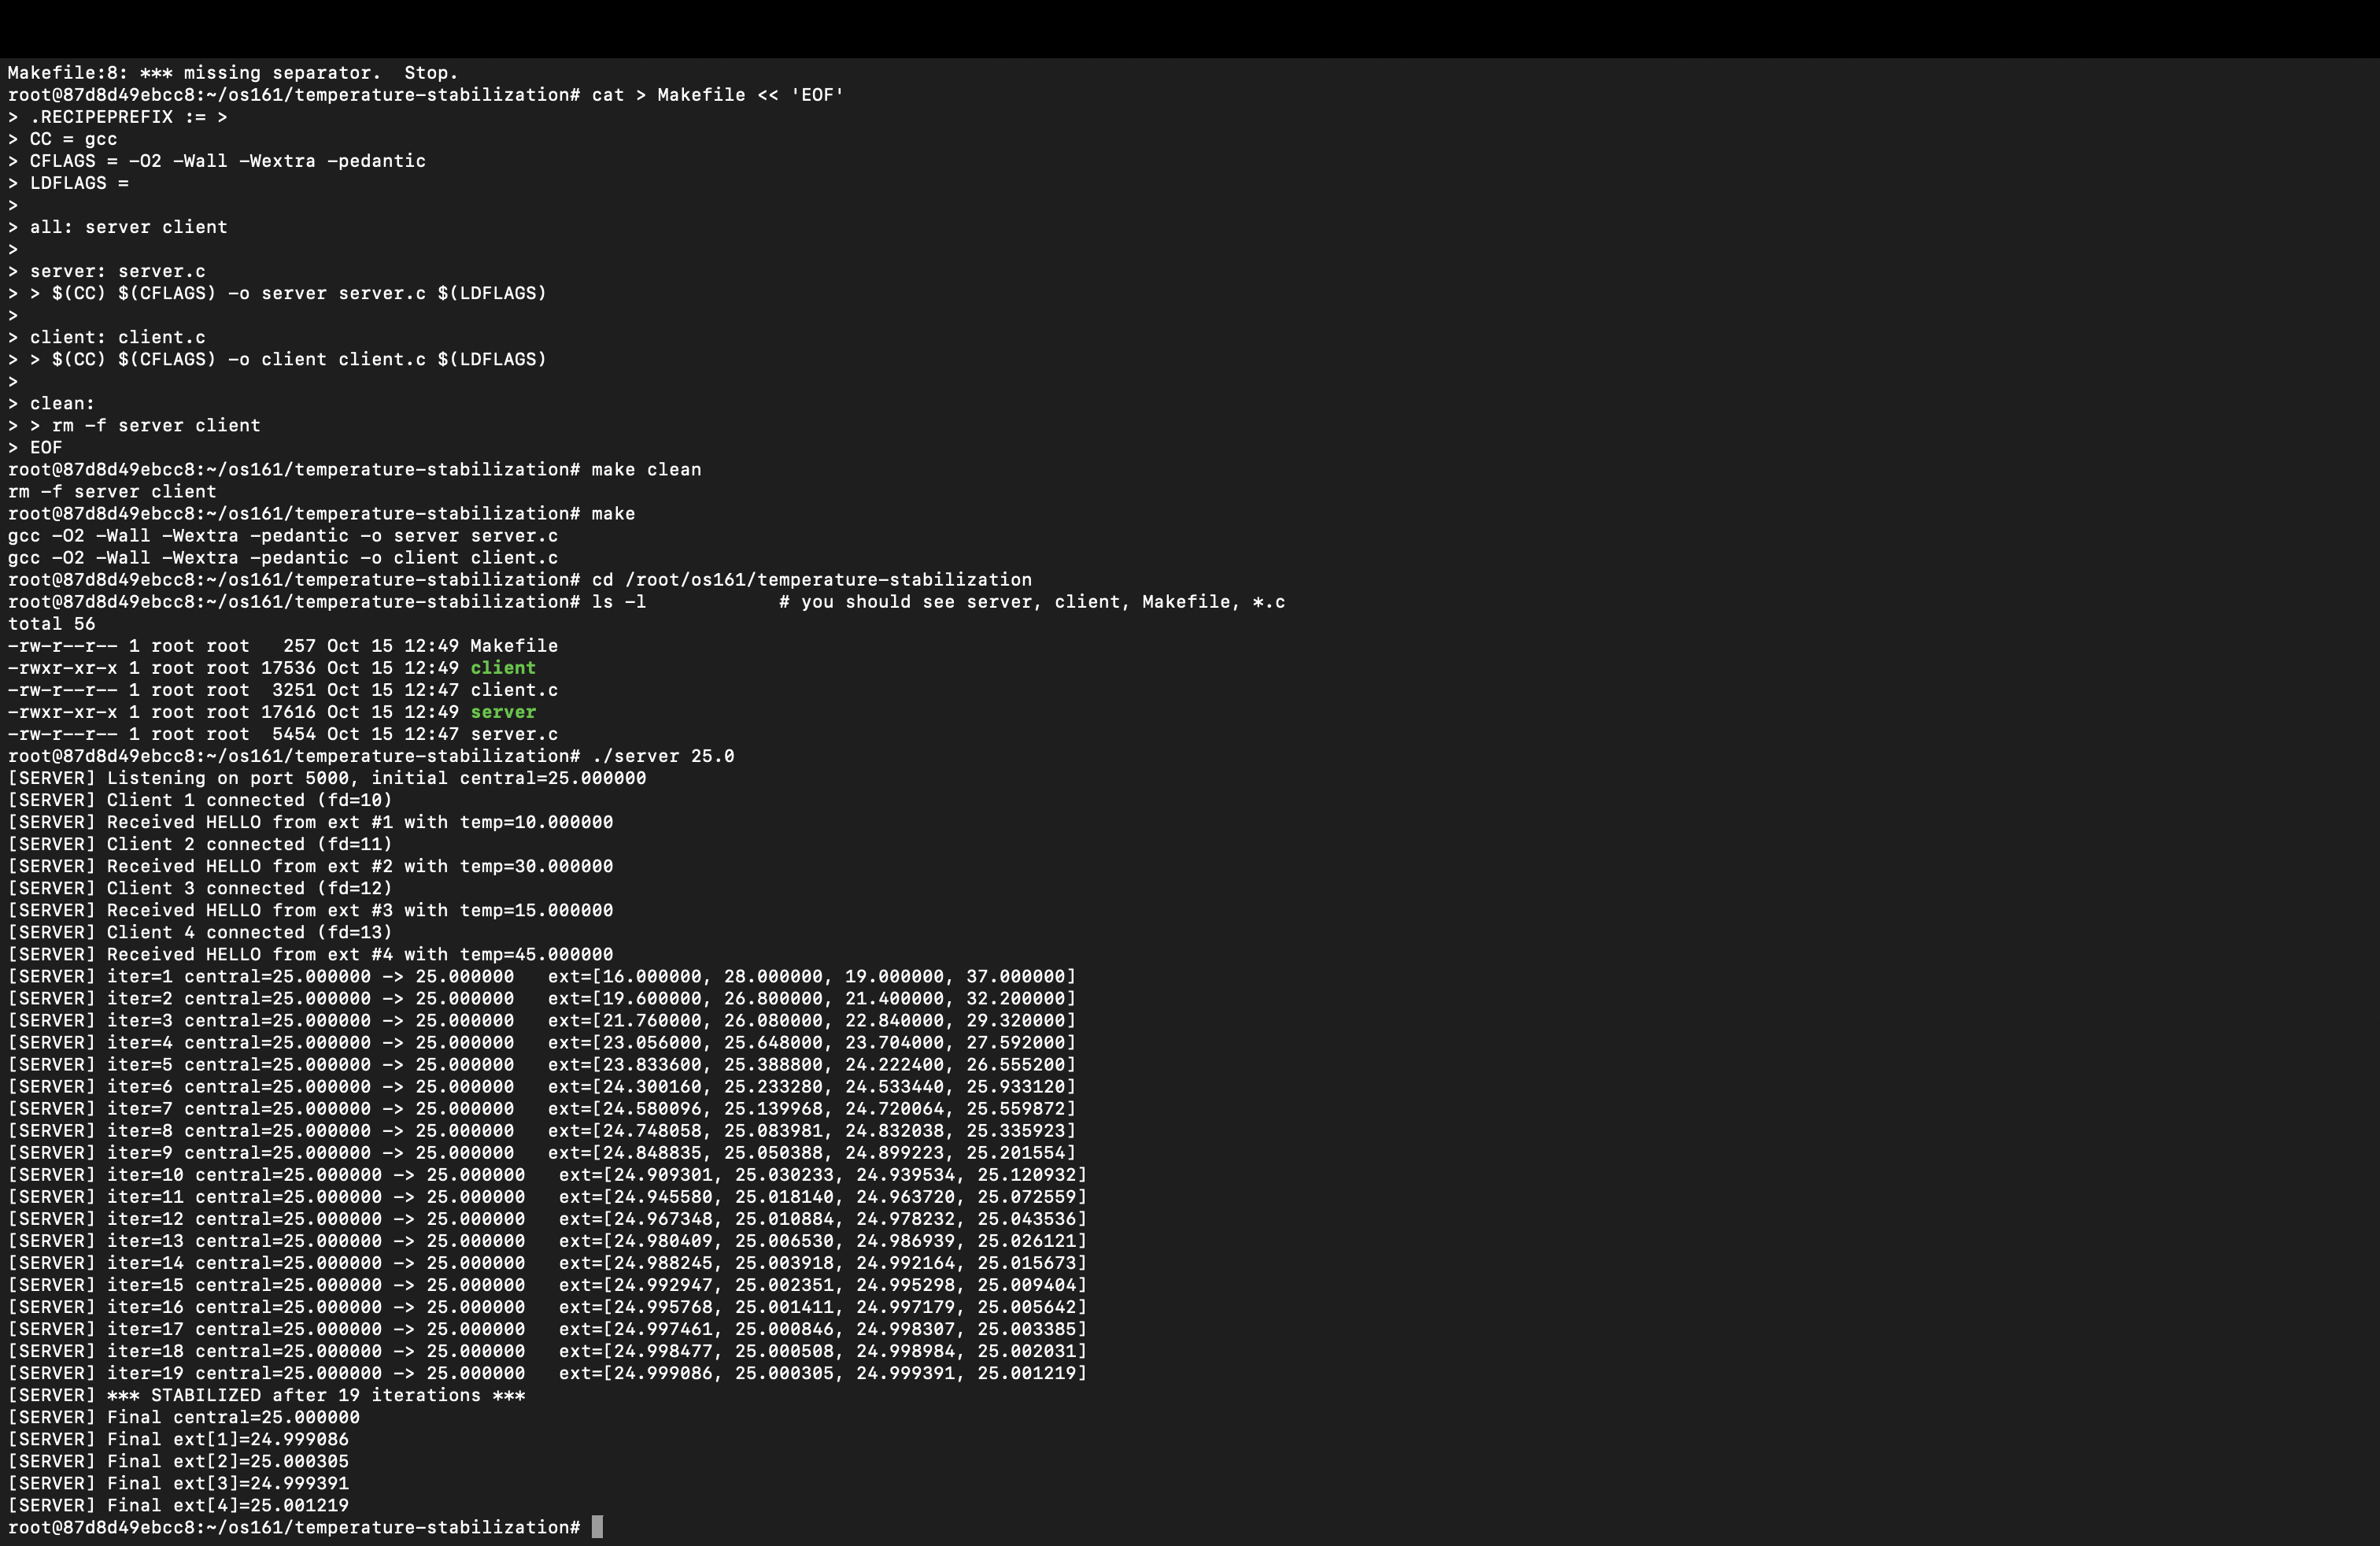 Makefile:8: *** missing separator.  Stop.
root@87d8d49ebcc8:~/os161/temperature-stabilization# cat > Makefile << 'EOF'
> .RECIPEPREFIX := >
> CC = gcc
> CFLAGS = -O2 -Wall -Wextra -pedantic
> LDFLAGS =
>
> all: server client
>
> server: server.c
> > $(CC) $(CFLAGS) -o server server.c $(LDFLAGS)
>
> client: client.c
> > $(CC) $(CFLAGS) -o client client.c $(LDFLAGS)
>
> clean:
> > rm -f server client
> EOF
root@87d8d49ebcc8:~/os161/temperature-stabilization# make clean
rm -f server client
root@87d8d49ebcc8:~/os161/temperature-stabilization# make
gcc -O2 -Wall -Wextra -pedantic -o server server.c
gcc -O2 -Wall -Wextra -pedantic -o client client.c
root@87d8d49ebcc8:~/os161/temperature-stabilization# cd /root/os161/temperature-stabilization
root@87d8d49ebcc8:~/os161/temperature-stabilization# ls -l            # you should see server, client, Makefile, *.c
total 56
-rw-r--r-- 1 root root   257 Oct 15 12:49 Makefile
-rwxr-xr-x 1 root root 17536 Oct 15 12:49 client
-rw-r--r-- 1 root root  3251 Oct 15 12:47 client.c
-rwxr-xr-x 1 root root 17616 Oct 15 12:49 server
-rw-r--r-- 1 root root  5454 Oct 15 12:47 server.c
root@87d8d49ebcc8:~/os161/temperature-stabilization# ./server 25.0
[SERVER] Listening on port 5000, initial central=25.000000
[SERVER] Client 1 connected (fd=10)
[SERVER] Received HELLO from ext #1 with temp=10.000000
[SERVER] Client 2 connected (fd=11)
[SERVER] Received HELLO from ext #2 with temp=30.000000
[SERVER] Client 3 connected (fd=12)
[SERVER] Received HELLO from ext #3 with temp=15.000000
[SERVER] Client 4 connected (fd=13)
[SERVER] Received HELLO from ext #4 with temp=45.000000
[SERVER] iter=1 central=25.000000 -> 25.000000   ext=[16.000000, 28.000000, 19.000000, 37.000000]
[SERVER] iter=2 central=25.000000 -> 25.000000   ext=[19.600000, 26.800000, 21.400000, 32.200000]
[SERVER] iter=3 central=25.000000 -> 25.000000   ext=[21.760000, 26.080000, 22.840000, 29.320000]
[SERVER] iter=4 central=25.000000 -> 25.000000   ext=[23.056000, 25.648000, 23.704000, 27.592000]
[SERVER] iter=5 central=25.000000 -> 25.000000   ext=[23.833600, 25.388800, 24.222400, 26.555200]
[SERVER] iter=6 central=25.000000 -> 25.000000   ext=[24.300160, 25.233280, 24.533440, 25.933120]
[SERVER] iter=7 central=25.000000 -> 25.000000   ext=[24.580096, 25.139968, 24.720064, 25.559872]
[SERVER] iter=8 central=25.000000 -> 25.000000   ext=[24.748058, 25.083981, 24.832038, 25.335923]
[SERVER] iter=9 central=25.000000 -> 25.000000   ext=[24.848835, 25.050388, 24.899223, 25.201554]
[SERVER] iter=10 central=25.000000 -> 25.000000   ext=[24.909301, 25.030233, 24.939534, 25.120932]
[SERVER] iter=11 central=25.000000 -> 25.000000   ext=[24.945580, 25.018140, 24.963720, 25.072559]
[SERVER] iter=12 central=25.000000 -> 25.000000   ext=[24.967348, 25.010884, 24.978232, 25.043536]
[SERVER] iter=13 central=25.000000 -> 25.000000   ext=[24.980409, 25.006530, 24.986939, 25.026121]
[SERVER] iter=14 central=25.000000 -> 25.000000   ext=[24.988245, 25.003918, 24.992164, 25.015673]
[SERVER] iter=15 central=25.000000 -> 25.000000   ext=[24.992947, 25.002351, 24.995298, 25.009404]
[SERVER] iter=16 central=25.000000 -> 25.000000   ext=[24.995768, 25.001411, 24.997179, 25.005642]
[SERVER] iter=17 central=25.000000 -> 25.000000   ext=[24.997461, 25.000846, 24.998307, 25.003385]
[SERVER] iter=18 central=25.000000 -> 25.000000   ext=[24.998477, 25.000508, 24.998984, 25.002031]
[SERVER] iter=19 central=25.000000 -> 25.000000   ext=[24.999086, 25.000305, 24.999391, 25.001219]
[SERVER] *** STABILIZED after 19 iterations ***
[SERVER] Final central=25.000000
[SERVER] Final ext[1]=24.999086
[SERVER] Final ext[2]=25.000305
[SERVER] Final ext[3]=24.999391
[SERVER] Final ext[4]=25.001219
root@87d8d49ebcc8:~/os161/temperature-stabilization#